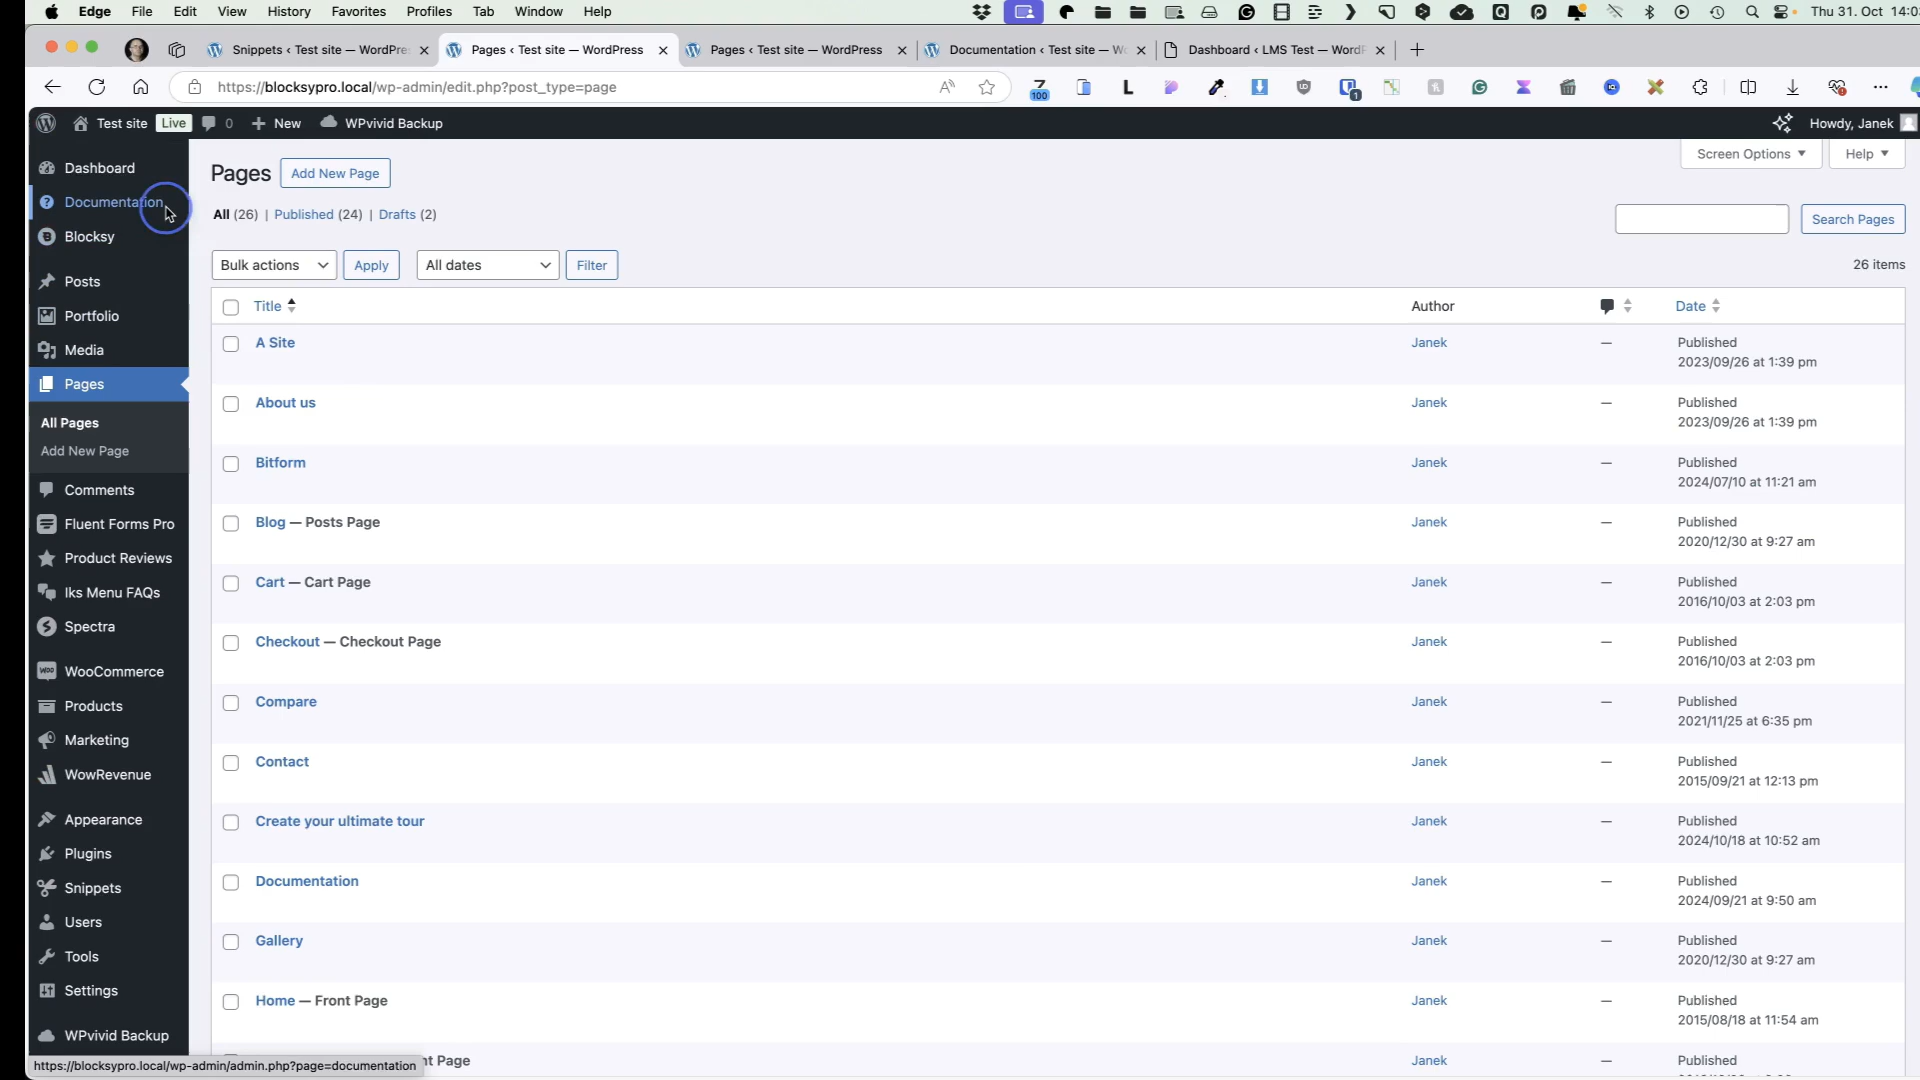 Edge File Edit View History Favorites Profiles Tab Window Help
Thu 31. Oct 14:0
Snippets ‹ Test site — WordPre
Pages ‹ Test site — WordPress
Pages ‹ Test site — WordPress
Documentation ‹ Test site — W
Dashboard ‹ LMS Test — Word
https://blocksypro.local/wp-admin/edit.php?post_type=page
100
1
Test site Live 0 New WPvivid Backup
Howdy, Janek
Dashboard
Documentation
Blocksy
Posts
Portfolio
Media
Pages
All Pages
Add New Page
Comments
Fluent Forms Pro
Product Reviews
Iks Menu FAQs
Spectra
WooCommerce
Products
Marketing
WowRevenue
Appearance
Plugins
Snippets
Users
Tools
Settings
WPvivid Backup
https://blocksypro.local/wp-admin/admin.php?page=documentation
Pages Add New Page
Screen Options Help
All (26) | Published (24) | Drafts (2)
Search Pages
Bulk actions Apply All dates Filter
26 items
Title Author Date
A Site Janek — Published
2023/09/26 at 1:39 pm
About us Janek — Published
2023/09/26 at 1:39 pm
Bitform Janek — Published
2024/07/10 at 11:21 am
Blog — Posts Page Janek — Published
2020/12/30 at 9:27 am
Cart — Cart Page Janek — Published
2016/10/03 at 2:03 pm
Checkout — Checkout Page Janek — Published
2016/10/03 at 2:03 pm
Compare Janek — Published
2021/11/25 at 6:35 pm
Contact Janek — Published
2015/09/21 at 12:13 pm
Create your ultimate tour Janek — Published
2024/10/18 at 10:52 am
Documentation Janek — Published
2024/09/21 at 9:50 am
Gallery Janek — Published
2020/12/30 at 9:27 am
Home — Front Page Janek — Published
2015/08/18 at 11:54 am
nt Page Janek — Published